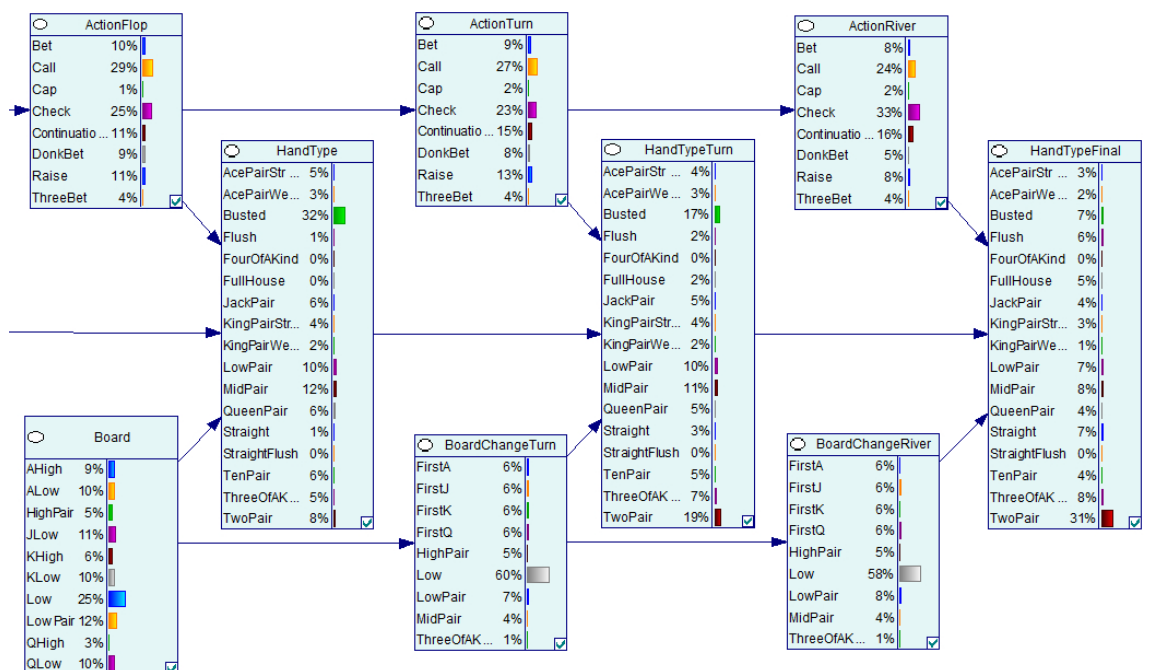 ActionFlop
Bet 10%
Call 29%
Cap 1%
Check 25%
Continuatio ... 11%
DonkBet 9%
Raise 11%
ThreeBet 4%
ActionTurn
Bet 9%
Call 27%
Cap 2%
Check 23%
Continuatio ... 15%
DonkBet 8%
Raise 13%
ThreeBet 4%
ActionRiver
Bet 8%
Call 24%
Cap 2%
Check 33%
Continuatio ... 16%
DonkBet 5%
Raise 8%
ThreeBet 4%
HandType
AcePairStr ... 5%
AcePairWe... 3%
Busted 32%
Flush 1%
FourOfAKind 0%
FullHouse 0%
JackPair 6%
KingPairStr... 4%
KingPairWe... 2%
LowPair 10%
MidPair 12%
QueenPair 6%
Straight 1%
StraightFlush 0%
TenPair 6%
ThreeOfAK ... 5%
TwoPair 8%
HandTypeTurn
AcePairStr ... 4%
AcePairWe... 3%
Busted 17%
Flush 2%
FourOfAKind 0%
FullHouse 2%
JackPair 5%
KingPairStr... 4%
KingPairWe... 2%
LowPair 10%
MidPair 11%
QueenPair 5%
Straight 3%
StraightFlush 0%
TenPair 5%
ThreeOfAK ... 7%
TwoPair 19%
HandTypeFinal
AcePairStr ... 3%
AcePairWe... 2%
Busted 7%
Flush 6%
FourOfAKind 0%
FullHouse 5%
JackPair 4%
KingPairStr... 3%
KingPairWe... 1%
LowPair 7%
MidPair 8%
QueenPair 4%
Straight 7%
StraightFlush 0%
TenPair 4%
ThreeOfAK ... 8%
TwoPair 31%
Board
AHigh 9%
ALow 10%
HighPair 5%
JLow 11%
KHigh 6%
KLow 10%
Low 25%
Low Pair 12%
QHigh 3%
QLow 10%
BoardChangeTurn
FirstA 6%
FirstJ 6%
FirstK 6%
FirstQ 6%
HighPair 5%
Low 60%
LowPair 7%
MidPair 4%
ThreeOfAK ... 1%
BoardChangeRiver
FirstA 6%
FirstJ 6%
FirstK 6%
FirstQ 6%
HighPair 5%
Low 58%
LowPair 8%
MidPair 4%
ThreeOfAK ... 1%